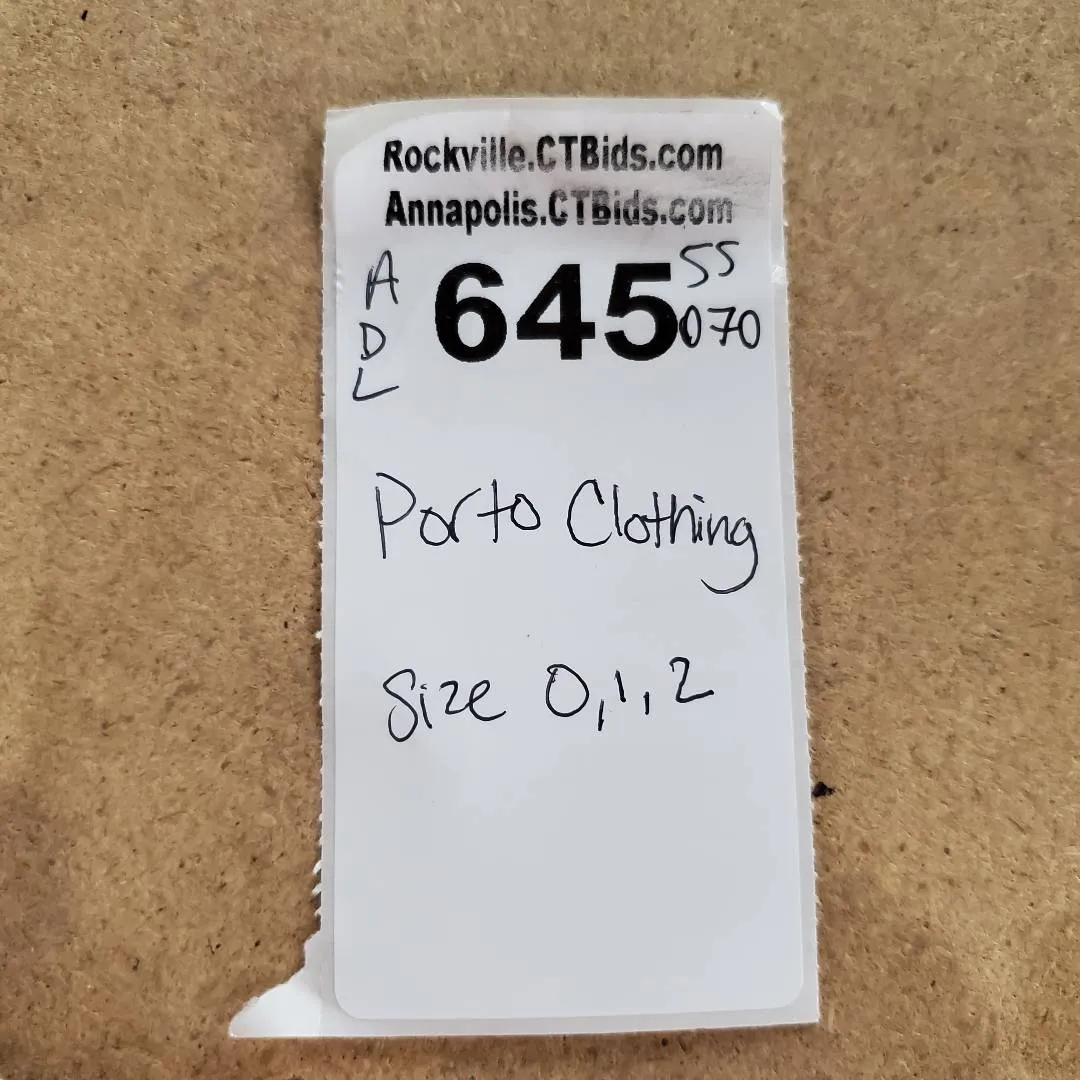 Rockville.CTBids.com
Annapolis.CTBids.com
A
D
L
645
55
070
Porto Clothing
Size 0,1,2